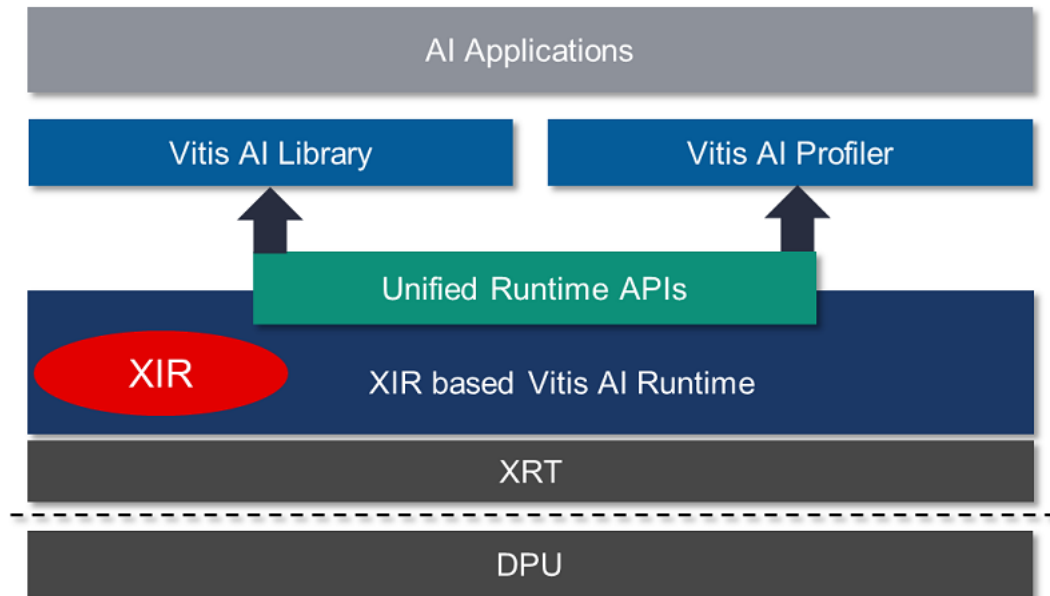 AI Applications
Vitis AI Library
Vitis AI Profiler
Unified Runtime APIs
XIR
XIR based Vitis AI Runtime
XRT
DPU